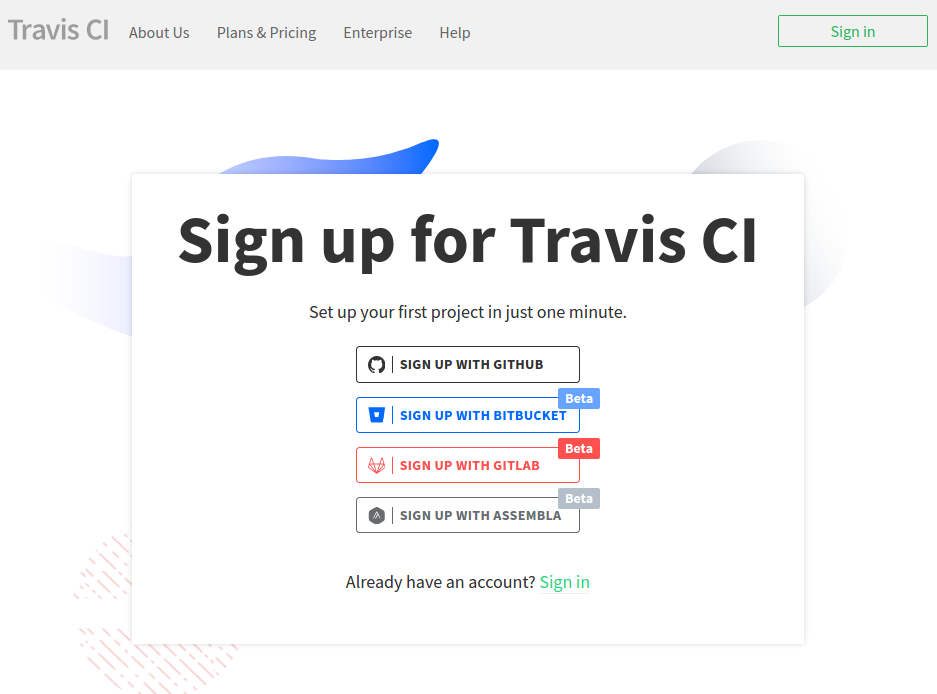 Travis CI About Us Plans & Pricing Enterprise Help Sign in
Sign up for Travis CI
Set up your first project in just one minute.
SIGN UP WITH GITHUB
Beta
SIGN UP WITH BITBUCKET
Beta
SIGN UP WITH GITLAB
Beta
SIGN UP WITH ASSEMBLA
Already have an account? Sign in